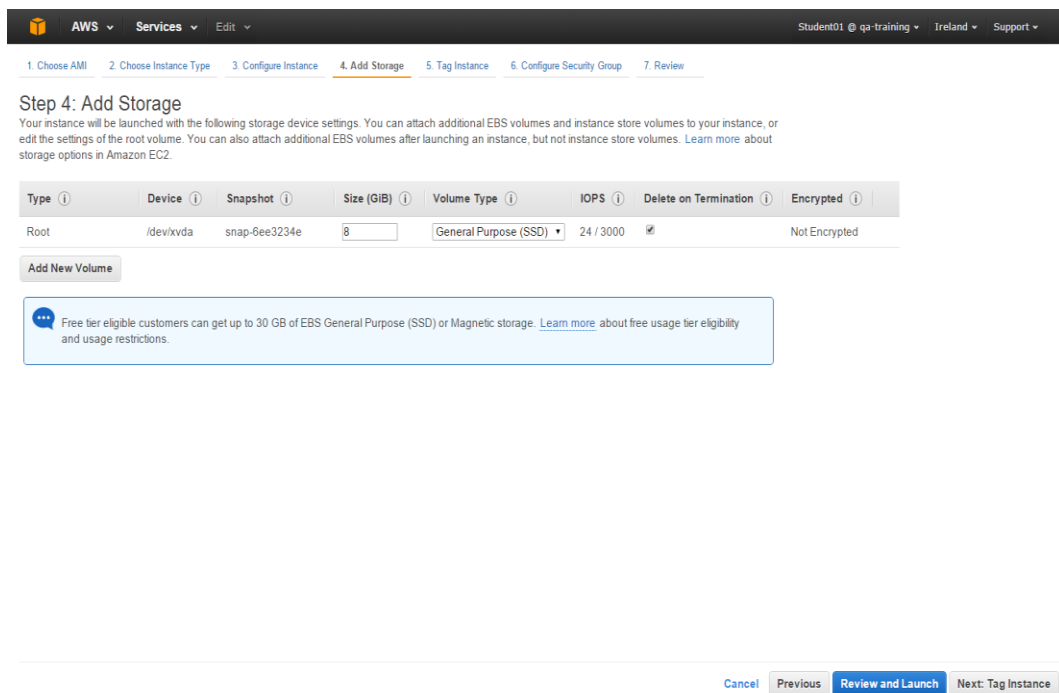 AWS Services Edit Student01 @ qa-training Ireland Support
1. Choose AMI 2. Choose Instance Type 3. Configure Instance 4. Add Storage 5. Tag Instance 6. Configure Security Group 7. Review
Step 4: Add Storage
Your instance will be launched with the following storage device settings. You can attach additional EBS volumes and instance store volumes to your instance, or
edit the settings of the root volume. You can also attach additional EBS volumes after launching an instance, but not instance store volumes. Learn more about
storage options in Amazon EC2.
Type i Device i Snapshot i Size (GiB) i Volume Type i IOPS i Delete on Termination i Encrypted i
Root /dev/xvda snap-6ee3234e 8 General Purpose (SSD) 24 / 3000 Not Encrypted
Add New Volume
Free tier eligible customers can get up to 30 GB of EBS General Purpose (SSD) or Magnetic storage. Learn more about free usage tier eligibility
and usage restrictions.
Cancel Previous Review and Launch Next: Tag Instance